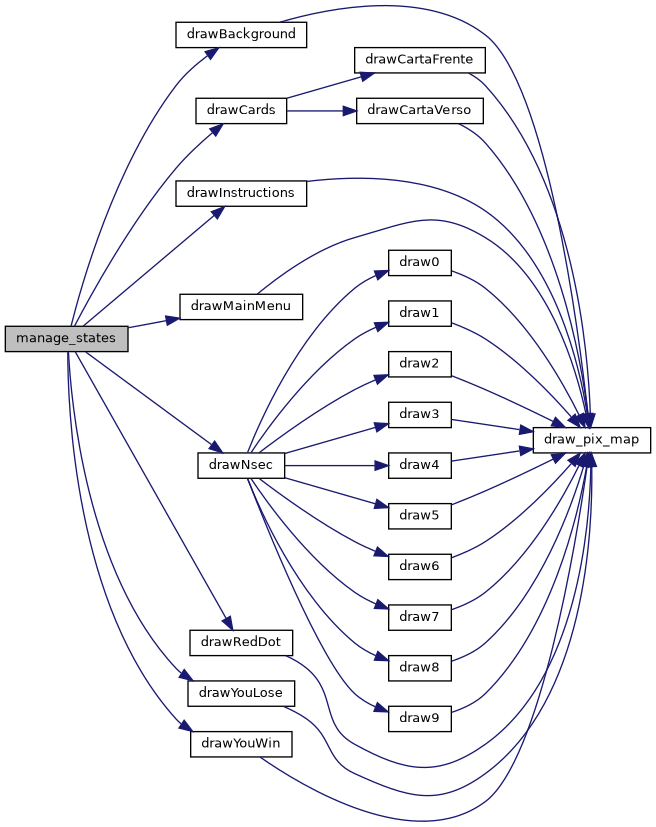 drawBackground
drawCartaFrente
drawCards
drawCartaVerso
drawInstructions
draw0
drawMainMenu
draw1
manage_states
draw2
draw3
draw_pix_map
drawNsec
draw4
draw5
draw6
draw7
drawRedDot
draw8
drawYouLose
draw9
drawYouWin